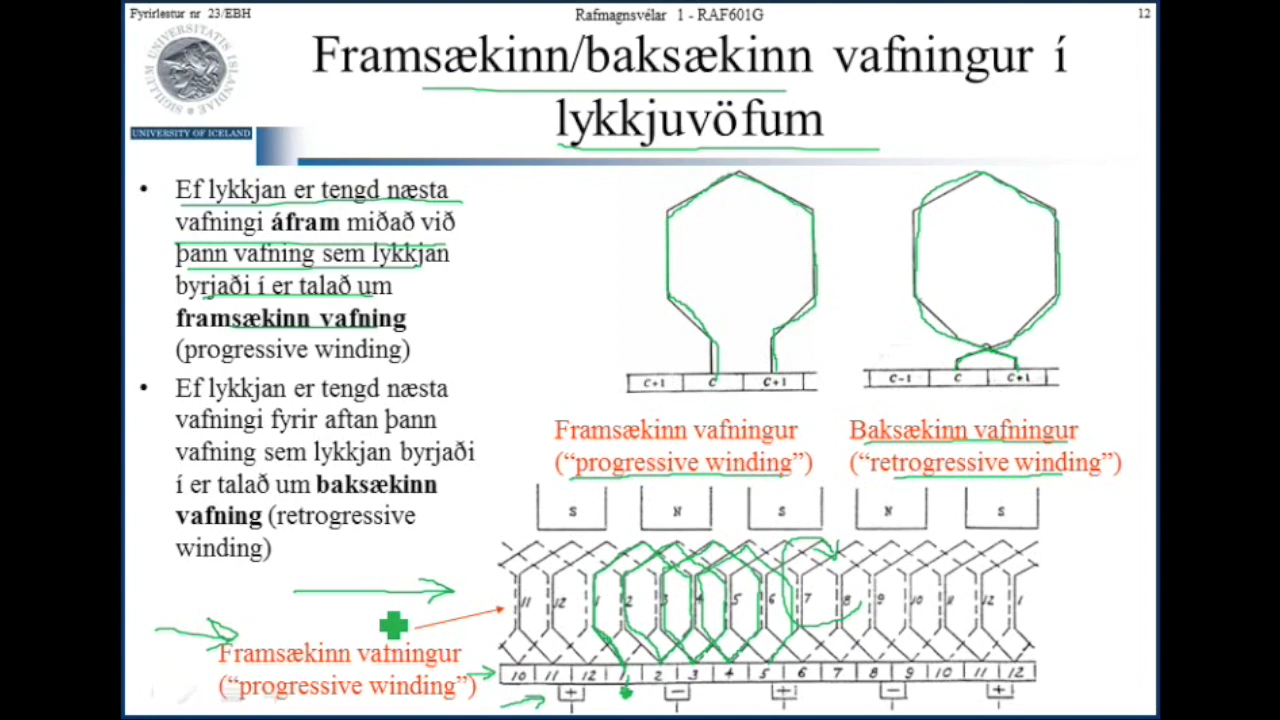 Fyrirlestur nr 23/EBH
Rafmagnsvélar 1 - RAF601G
12
Framsækinn/baksækinn vafningur í
lykkjuvöfum
UNIVERSITY OF ICELAND
• Ef lykkjan er tengd næsta
vafningi áfram miðað við
þann vafning sem lykkjan
byrjaði í er talað um
framsækinn vafning
(progressive winding)
• Ef lykkjan er tengd næsta
vafningi fyrir aftan þann
vafning sem lykkjan byrjaði
í er talað um baksækinn
vafning (retrogressive
winding)
C+1 C C+1
C-1 C C+1
Framsækinn vafningur
(“progressive winding”)
Baksækinn vafningur
(“retrogressive winding”)
S N S N S
11 12 1 2 3 4 5 6 7 8 9 10 11 12 1
10 11 12 1 2 3 4 5 6 7 8 9 10 11 12
+ - + - +
Framsækinn vafningur
(“progressive winding”)